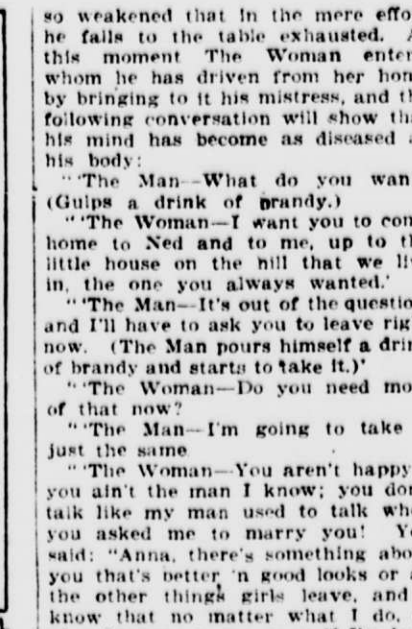 so weakened that in the mere effo
he falls to the table exhausted. A
this moment The Woman enter
whom he has driven from her hom
by bringing to it his mistress, and th
following conversation will show tha
his mind has become as diseased a
his body:
"'The Man--What do you wan
(Gulps a drink of brandy.)
"'The Woman—I want you to com
home to Ned and to me, up to th
little house on the hill that we liv
in, the one you always wanted.'
"'The Man—It's out of the questio
and I'll have to ask you to leave rig
now. (The Man pours himself a drin
of brandy and starts to take it.)'
"'The Woman—Do you need mo
of that now?
"'The Man—I'm going to take
just the same
"'The Woman—You aren't happy
you ain't the man I know; you don
talk like my man used to talk whe
you asked me to marry you! Yo
said: "Anna, there's something abo
you that's better 'n good looks or a
the other things girls leave, and
know that no matter what I do,